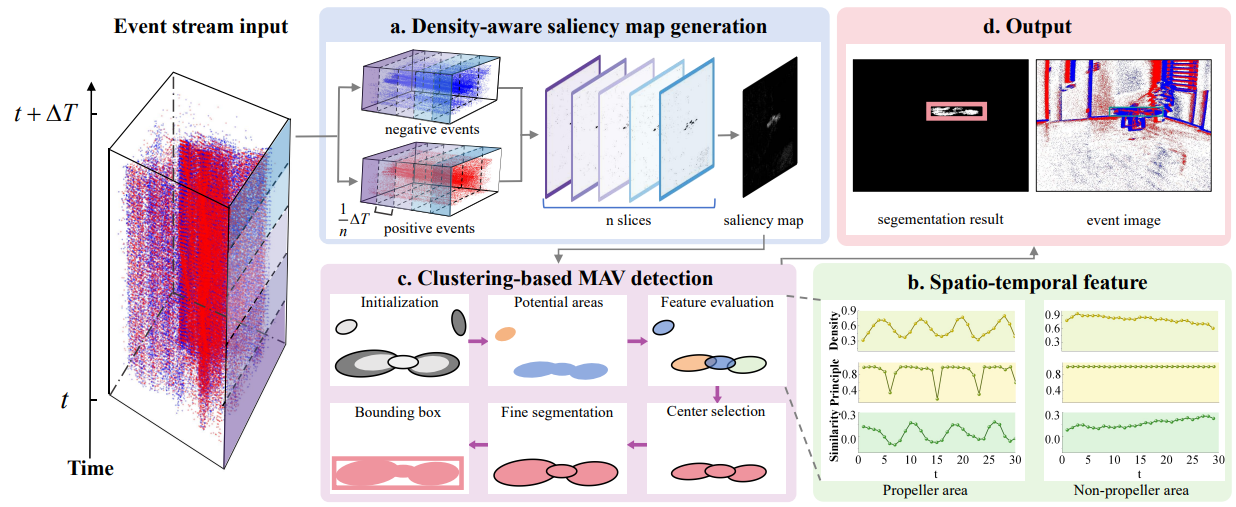 Event stream input
t + ΔT
t
Time
a. Density-aware saliency map generation
negative events
1/n ΔT
positive events
n slices
saliency map
d. Output
segementation result
event image
c. Clustering-based MAV detection
Initialization
Potential areas
Feature evaluation
Bounding box
Fine segmentation
Center selection
b. Spatio-temporal feature
Density
0.9
0.6
0.3
0.9
0.6
0.3
Principle
0.8
0.4
0.8
0.4
Similarity
0.3
0.0
0.3
0.0
0 5 10 15 20 25 30
0 5 10 15 20 25 30
t
t
Propeller area
Non-propeller area